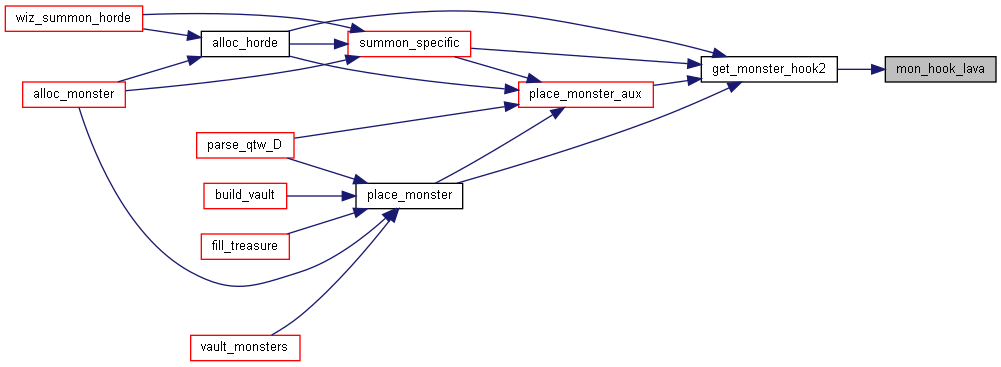 wiz_summon_horde
alloc_horde
summon_specific
get_monster_hook2
mon_hook_lava
alloc_monster
place_monster_aux
parse_qtw_D
build_vault
place_monster
fill_treasure
vault_monsters